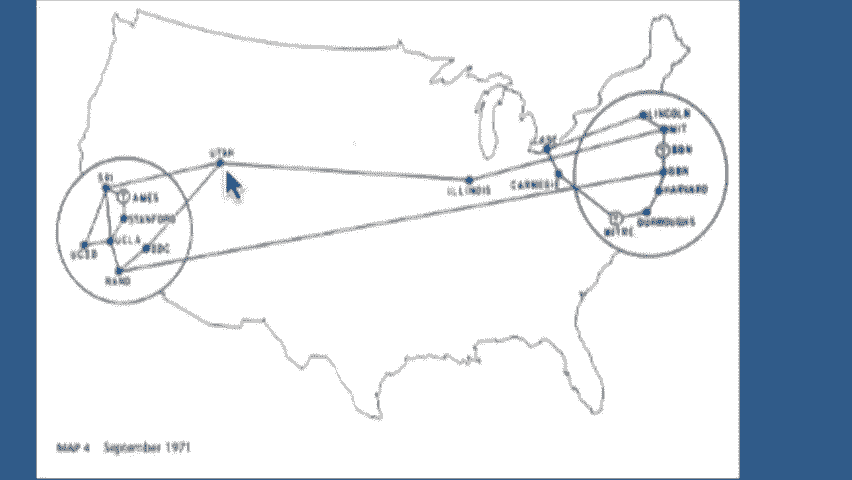 LINCOLN
CASE
MIT
UTAH
BBN
SRI
BBN
ILLINOIS
CARNEGIE
HARVARD
AMES
STANFORD
BURROUGHS
MITRE
UCLA
UCSB
SDC
RAND
MAP 4 September 1971